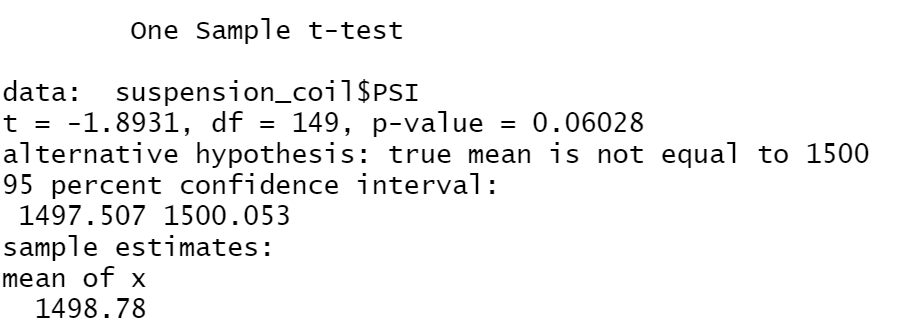 One Sample t-test
data:  suspension_coil$PSI
t = -1.8931, df = 149, p-value = 0.06028
alternative hypothesis: true mean is not equal to 1500
95 percent confidence interval:
1497.507 1500.053
sample estimates:
mean of x
1498.78